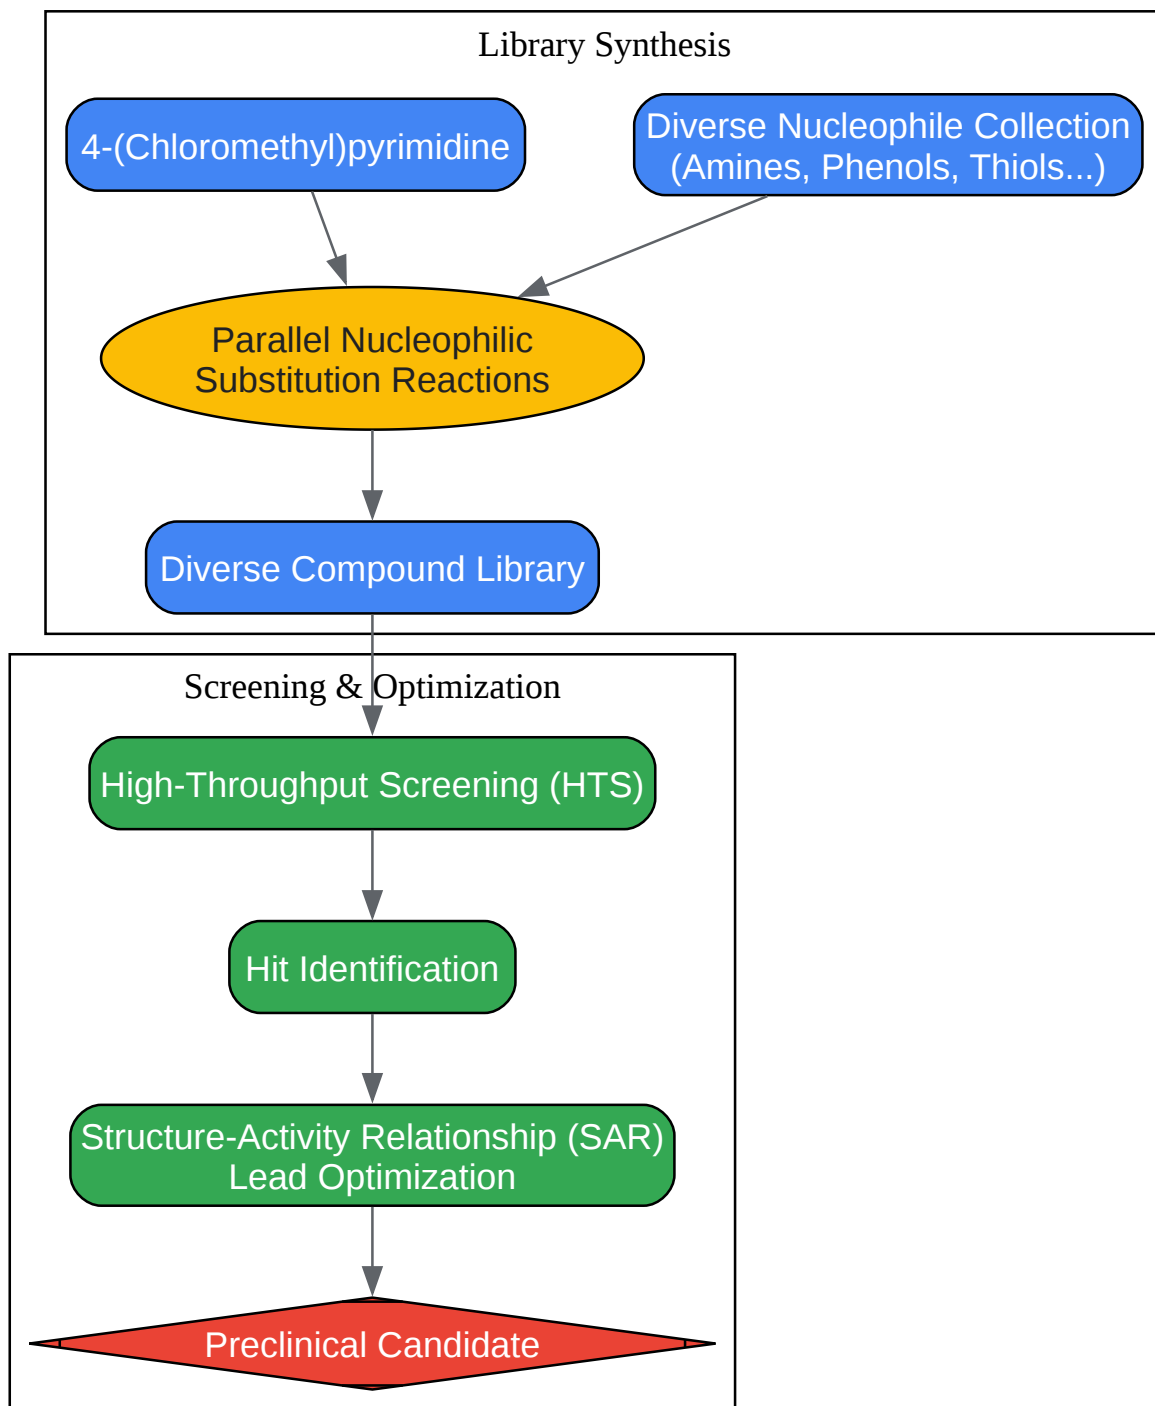 Library Synthesis
4-(Chloromethyl)pyrimidine
Diverse Nucleophile Collection
(Amines, Phenols, Thiols...)
Parallel Nucleophilic
Substitution Reactions
Diverse Compound Library
Screening & Optimization
High-Throughput Screening (HTS)
Hit Identification
Structure-Activity Relationship (SAR)
Lead Optimization
Preclinical Candidate